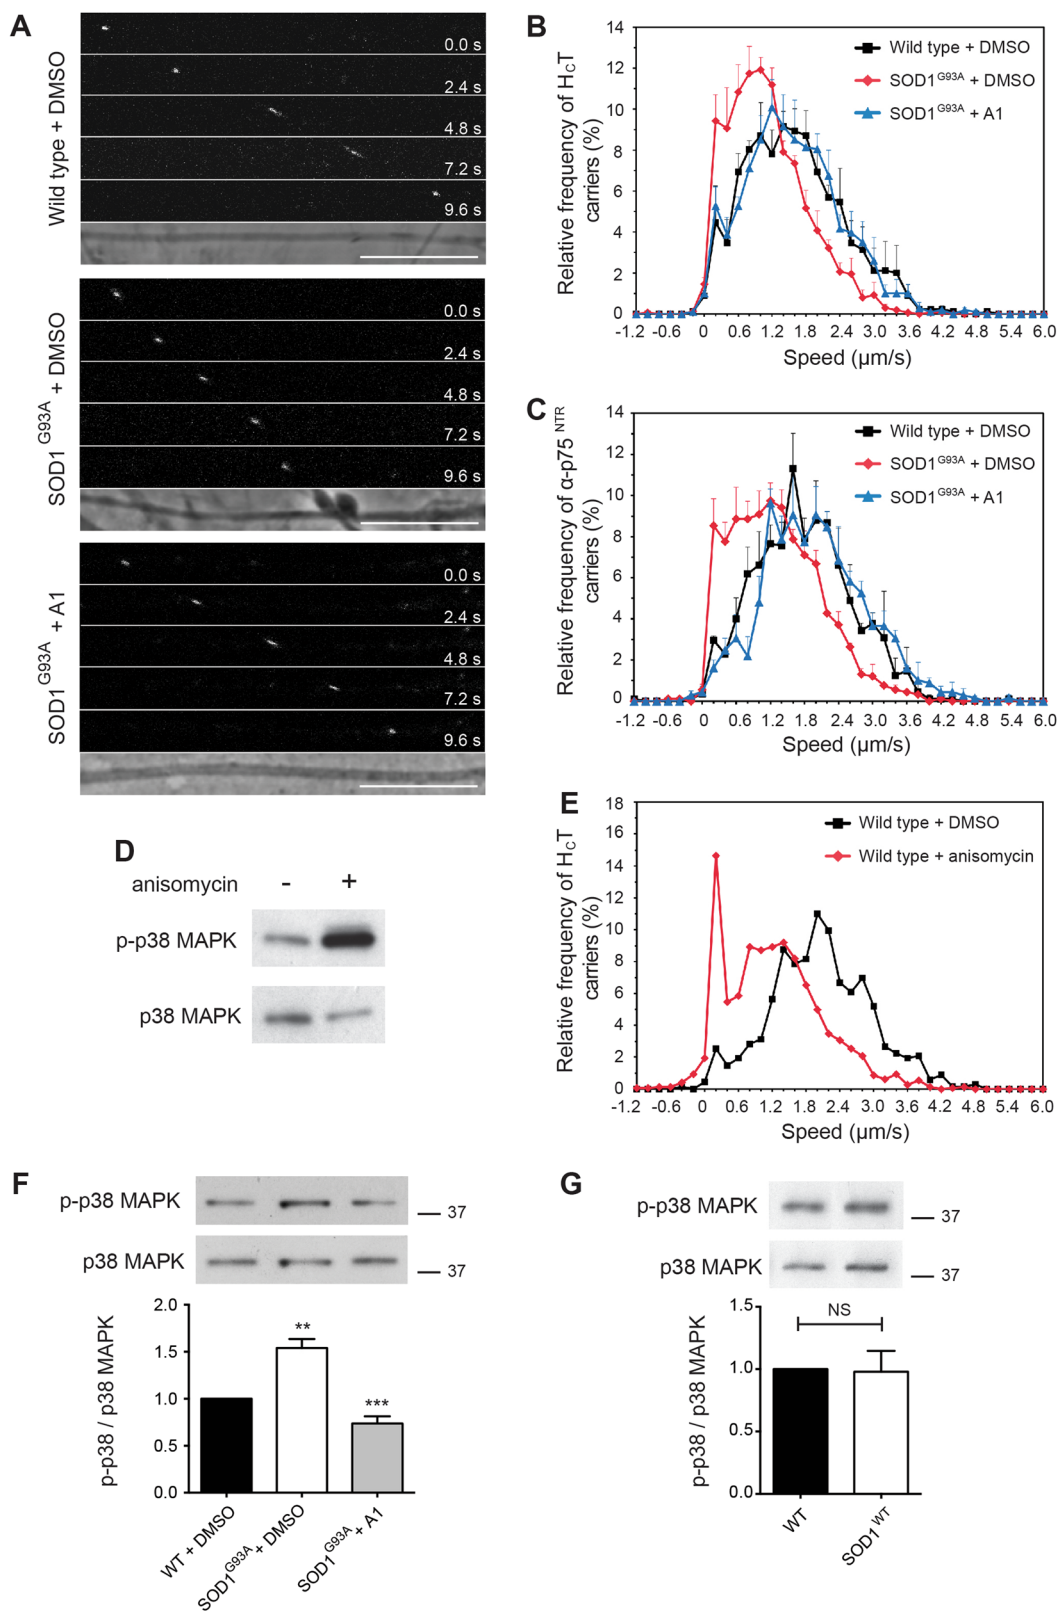 A
Wild type + DMSO
0.0 s
2.4 s
4.8 s
7.2 s
9.6 s
SOD1 G93A + DMSO
0.0 s
2.4 s
4.8 s
7.2 s
9.6 s
SOD1 G93A + A1
0.0 s
2.4 s
4.8 s
7.2 s
9.6 s
B
Relative frequency of HCT
carriers (%)
14
12
10
8
6
4
2
0
Wild type + DMSO
SOD1G93A + DMSO
SOD1G93A + A1
-1.2 -0.6 0 0.6 1.2 1.8 2.4 3.0 3.6 4.2 4.8 5.4 6.0
Speed (µm/s)
C
Relative frequency of α-p75 NTR
carriers (%)
14
12
10
8
6
4
2
0
Wild type + DMSO
SOD1G93A + DMSO
SOD1G93A + A1
-1.2 -0.6 0 0.6 1.2 1.8 2.4 3.0 3.6 4.2 4.8 5.4 6.0
Speed (µm/s)
D
anisomycin - +
p-p38 MAPK
p38 MAPK
E
Relative frequency of HCT
carriers (%)
18
16
14
12
10
8
6
4
2
0
Wild type + DMSO
Wild type + anisomycin
-1.2 -0.6 0 0.6 1.2 1.8 2.4 3.0 3.6 4.2 4.8 5.4 6.0
Speed (µm/s)
F
p-p38 MAPK
37
p38 MAPK
37
p-p38 / p38 MAPK
2.0
1.5
1.0
0.5
0.0
**
***
WT + DMSO
SOD1G93A + DMSO
SOD1G93A + A1
G
p-p38 MAPK
37
p38 MAPK
37
p-p38 / p38 MAPK
1.5
1.0
0.5
0.0
NS
WT
SOD1WT